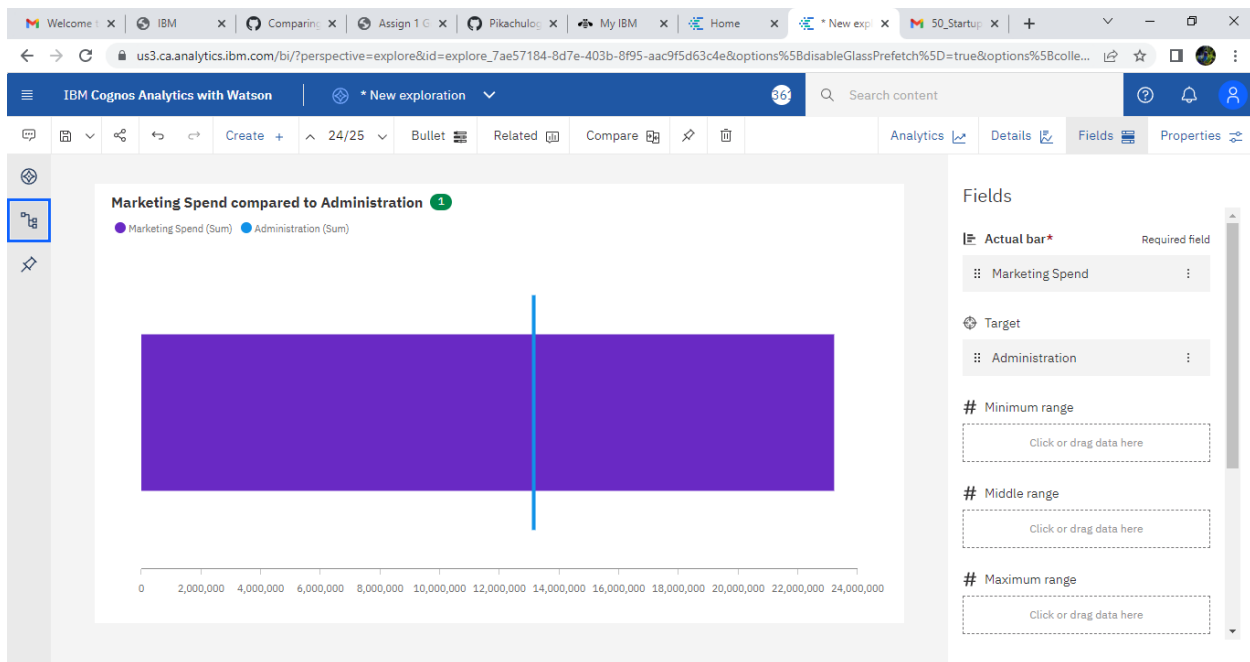 Welcome t
IBM
Comparing
Assign 1 G
Pikachulog
My IBM
Home
* New expl
50_Startup
us3.ca.analytics.ibm.com/bi/?perspective=explore&id=explore_7ae57184-8d7e-403b-8f95-aac9f5d63c4e&options%5BdisableGlassPrefetch%5D=true&options%5Bcolle...
IBM Cognos Analytics with Watson
* New exploration
Search content
Create +
24/25
Bullet
Related
Compare
Analytics
Details
Fields
Properties
Marketing Spend compared to Administration 1
Marketing Spend (Sum) Administration (Sum)
0 2,000,000 4,000,000 6,000,000 8,000,000 10,000,000 12,000,000 14,000,000 16,000,000 18,000,000 20,000,000 22,000,000 24,000,000
Fields
Actual bar* Required field
Marketing Spend
Target
Administration
# Minimum range
Click or drag data here
# Middle range
Click or drag data here
# Maximum range
Click or drag data here